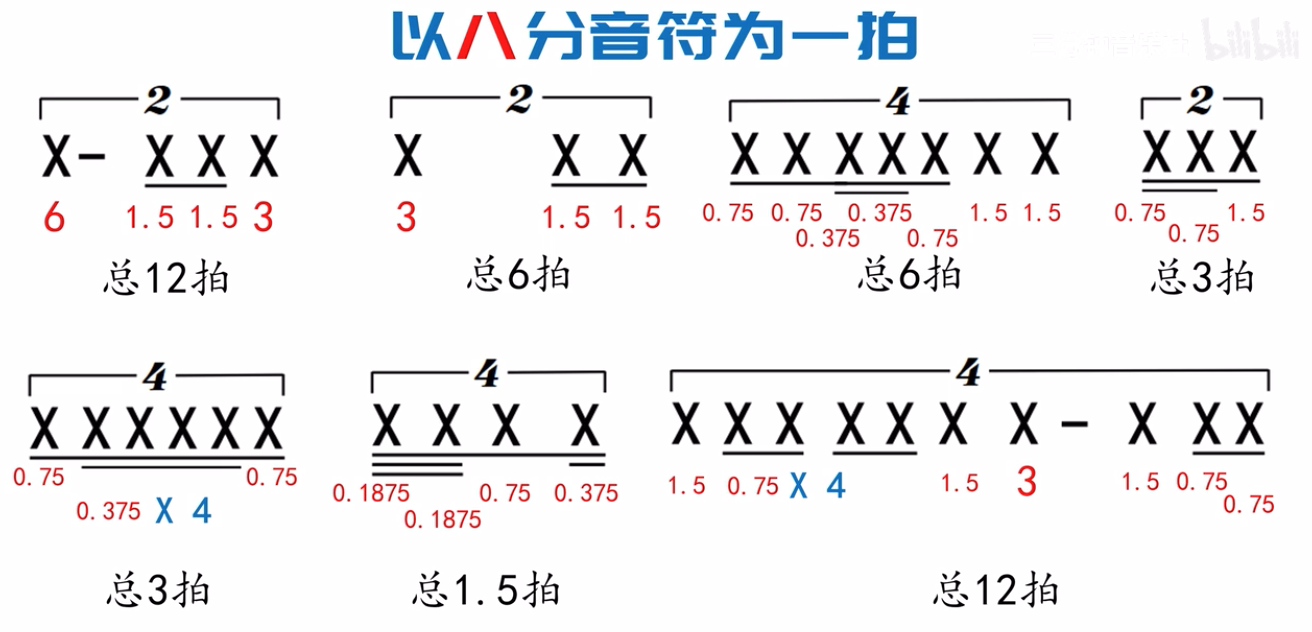 以八分音符为一拍
bilibili
2 2 4 2
X - X X X X X X X X X X X X X X X X
6 1.5 1.5 3 3 1.5 1.5 0.75 0.75 0.375 1.5 1.5 0.75 1.5
0.375 0.75 0.75
总12拍 总6拍 总6拍 总3拍
4 4 4
X X X X X X X X X X X X X X X X X - X X X
0.75 0.75 0.1875 0.75 0.375 1.5 0.75 X 4 1.5 3 1.5 0.75
0.375 X 4 0.1875 0.75
总3拍 总1.5拍 总12拍